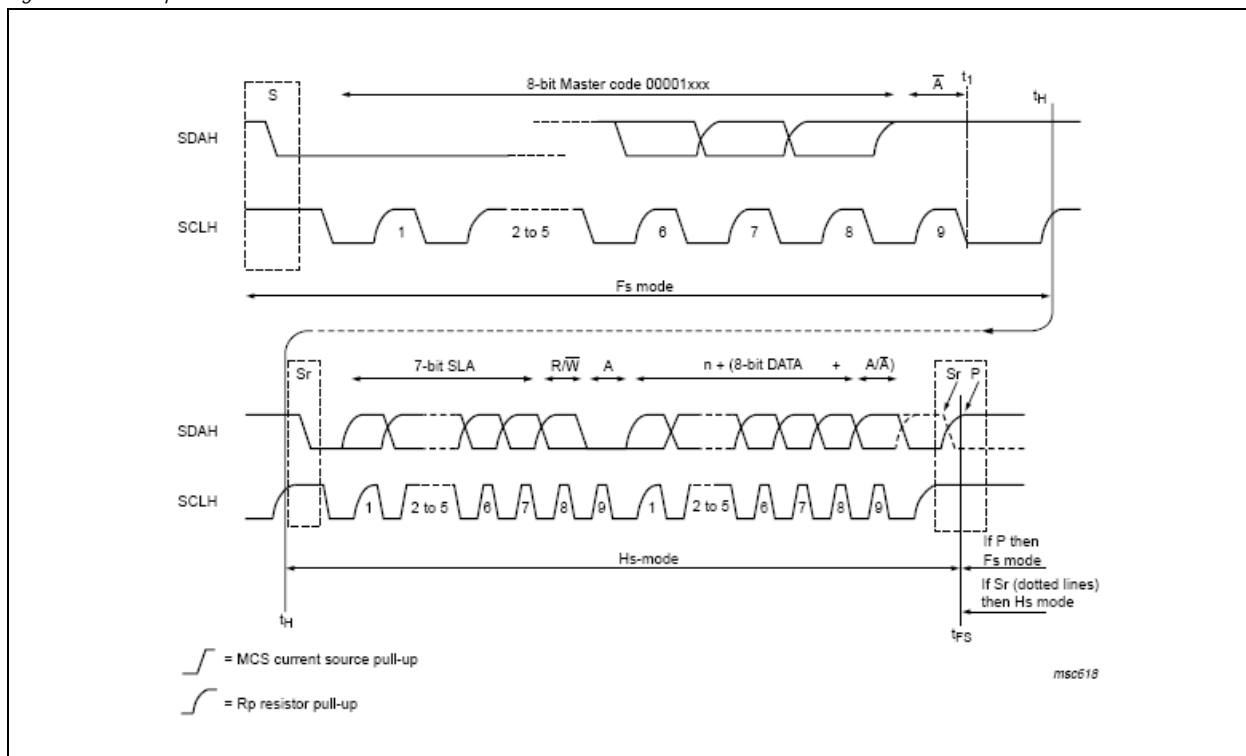 S
8-bit Master code 00001xxx
A̅
t1
tH
SDAH
SCLH
1
2 to 5
6
7
8
9
Fs mode
Sr
7-bit SLA
R/W̅
A
n + (8-bit DATA + A/A̅)
Sr P
SDAH
SCLH
1
2 to 5
6
7
8
9
1
2 to 5
6
7
8
9
Hs-mode
If P then
Fs mode
If Sr (dotted lines)
then Hs mode
tH
tFS
= MCS current source pull-up
msc618
= Rp resistor pull-up